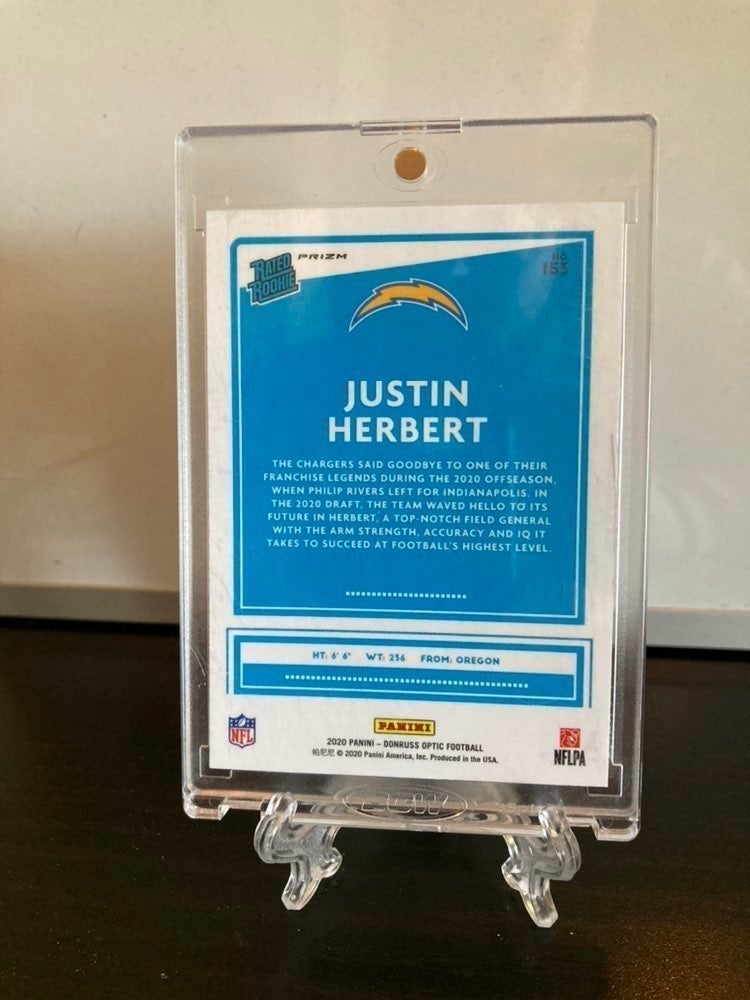 RATED
ROOKIE
PRIZM
NO.
153
JUSTIN
HERBERT
THE CHARGERS SAID GOODBYE TO ONE OF THEIR
FRANCHISE LEGENDS DURING THE 2020 OFFSEASON,
WHEN PHILIP RIVERS LEFT FOR INDIANAPOLIS. IN
THE 2020 DRAFT, THE TEAM WAVED HELLO TO ITS
FUTURE IN HERBERT, A TOP-NOTCH FIELD GENERAL
WITH THE ARM STRENGTH, ACCURACY AND IQ IT
TAKES TO SUCCEED AT FOOTBALL'S HIGHEST LEVEL.
HT: 6' 6" WT: 236 FROM: OREGON
NFL
PANINI
2020 PANINI – DONRUSS OPTIC FOOTBALL
帕尼尼 © 2020 Panini America, Inc. Produced in the USA.
NFLPA
BCW